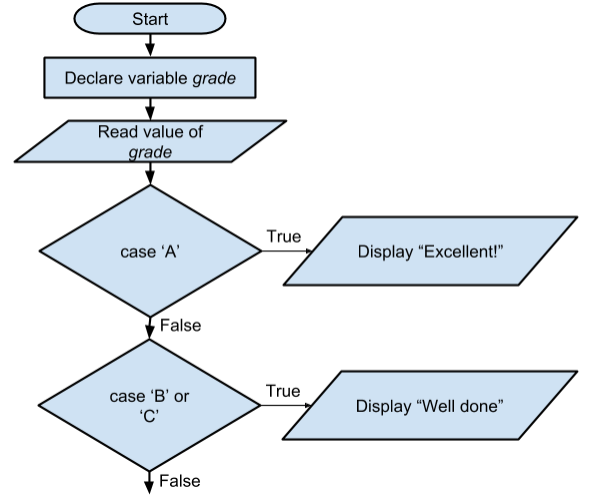 Start
Declare variable grade
Read value of
grade
case ‘A’
True
Display “Excellent!”
False
case ‘B’ or
‘C’
True
Display “Well done”
False